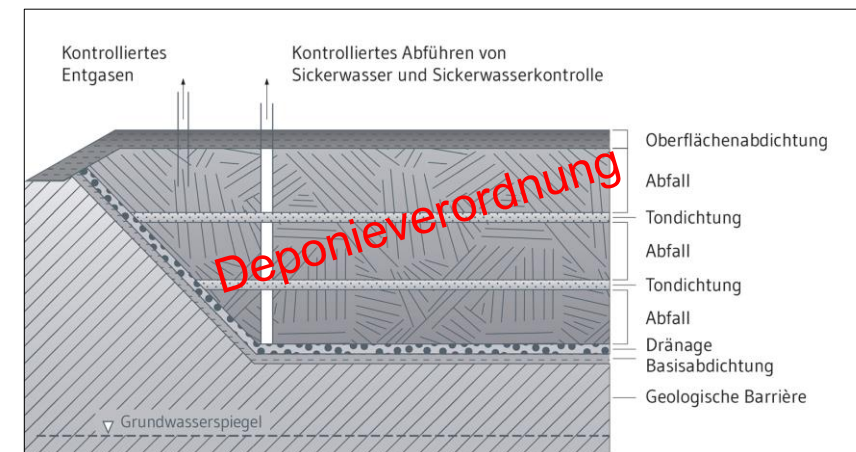 Kontrolliertes
Entgasen
Kontrolliertes Abführen von
Sickerwasser und Sickerwasserkontrolle
Oberflächenabdichtung
Abfall
Tondichtung
Abfall
Tondichtung
Abfall
Dränage
Basisabdichtung
Geologische Barrière
Grundwasserspiegel
Deponieverordnung